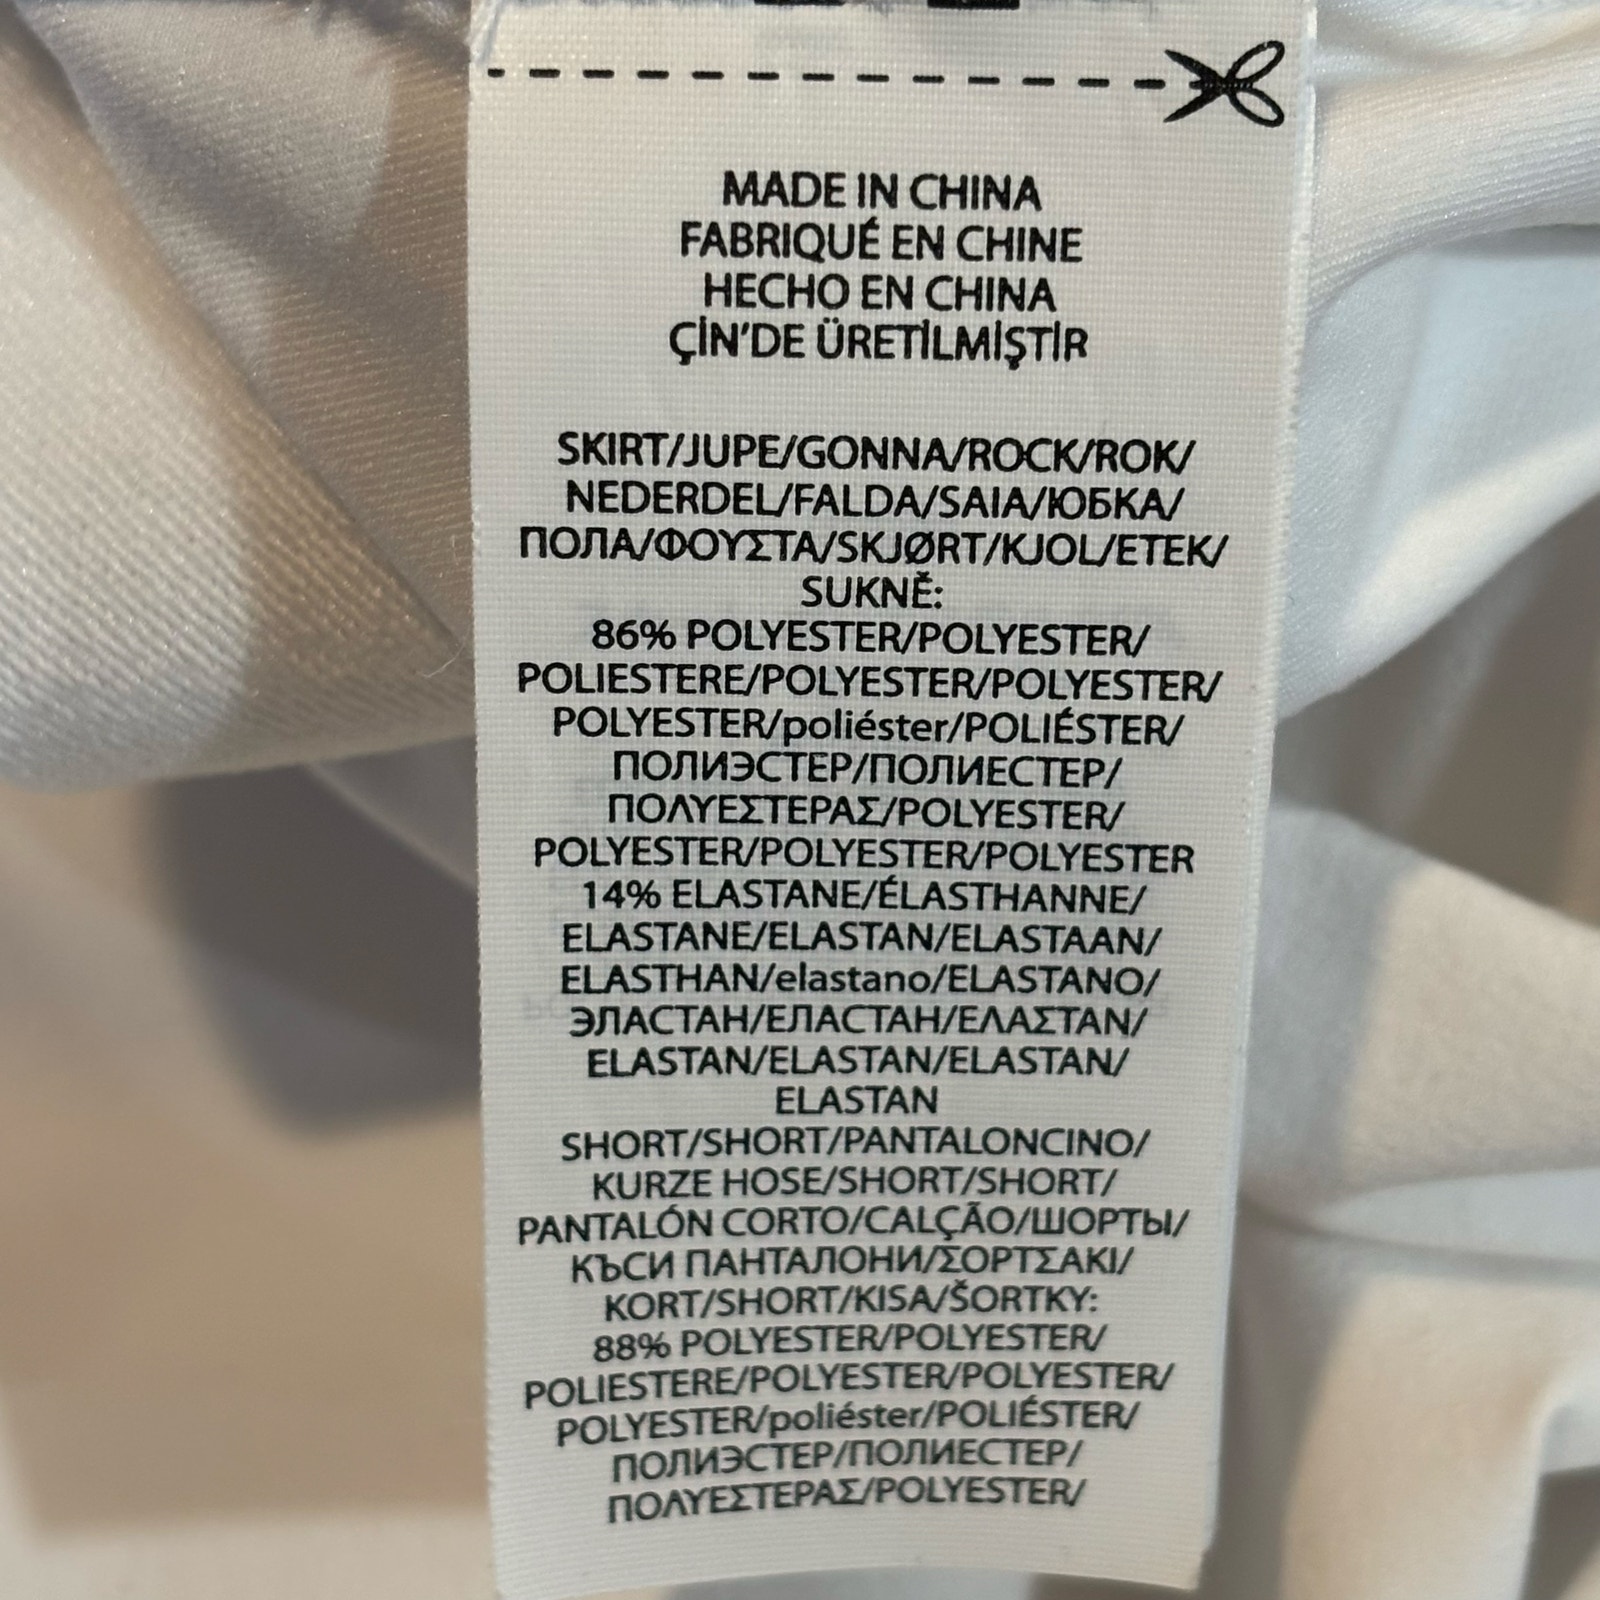 MADE IN CHINA
FABRIQUÉ EN CHINE
HECHO EN CHINA
ÇİN'DE ÜRETİLMİŞTİR
SKIRT/JUPE/GONNA/ROCK/ROK/
NEDERDEL/FALDA/SAIA/ЮБКА/
ПОЛА/ΦΟΥΣΤΑ/SKJØRT/KJOL/ETEK/
SUKNĚ:
86% POLYESTER/POLYESTER/
POLIESTERE/POLYESTER/POLYESTER/
POLYESTER/poliéster/POLIÉSTER/
ПОЛИЭСТЕР/ПОЛИЕСТЕР/
ΠΟΛΥΕΣΤΕΡΑΣ/POLYESTER/
POLYESTER/POLYESTER/POLYESTER
14% ELASTANE/ÉLASTHANNE/
ELASTANE/ELASTAN/ELASTAAN/
ELASTHAN/elastano/ELASTANO/
ЭЛАСТАН/ЕЛАСТАН/ΕΛΑΣΤΑΝ/
ELASTAN/ELASTAN/ELASTAN/
ELASTAN
SHORT/SHORT/PANTALONCINO/
KURZE HOSE/SHORT/SHORT/
PANTALÓN CORTO/CALÇÃO/ШОРТЫ/
КЪСИ ПАНТАЛОНИ/ΣΟΡΤΣΑΚΙ/
KORT/SHORT/KISA/ŠORTKY:
88% POLYESTER/POLYESTER/
POLIESTERE/POLYESTER/POLYESTER/
POLYESTER/poliéster/POLIÉSTER/
ПОЛИЭСТЕР/ПОЛИЕСТЕР/
ΠΟΛΥΕΣΤΕΡΑΣ/POLYESTER/